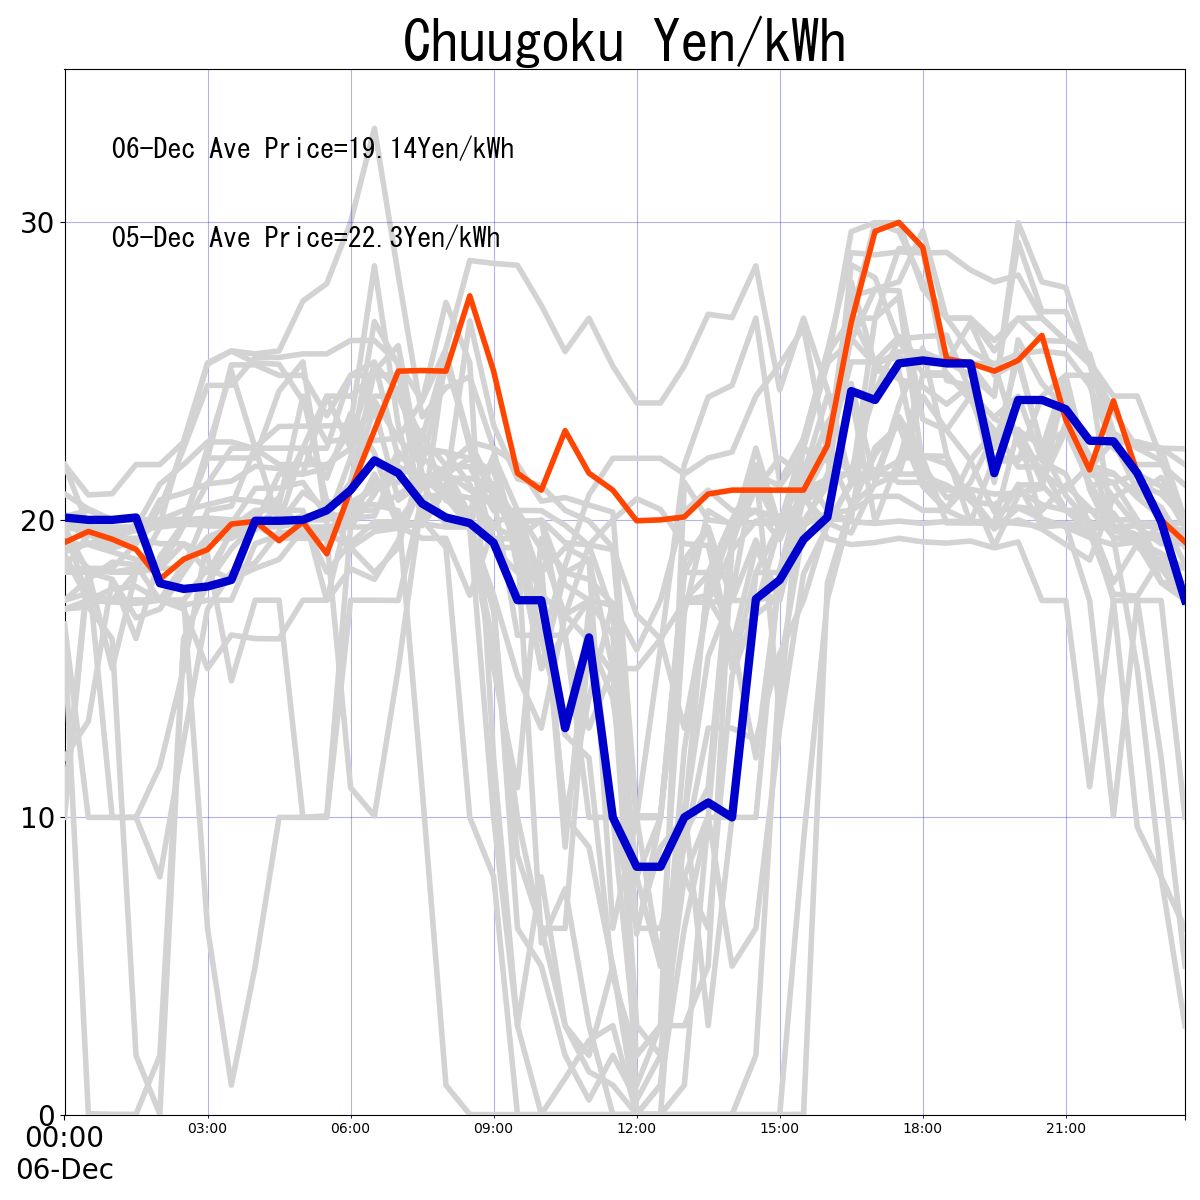 Chuugoku Yen/kWh
06-Dec Ave Price=19.14Yen/kWh
05-Dec Ave Price=22.3Yen/kWh
30
20
10
0
00:00 03:00 06:00 09:00 12:00 15:00 18:00 21:00
06-Dec